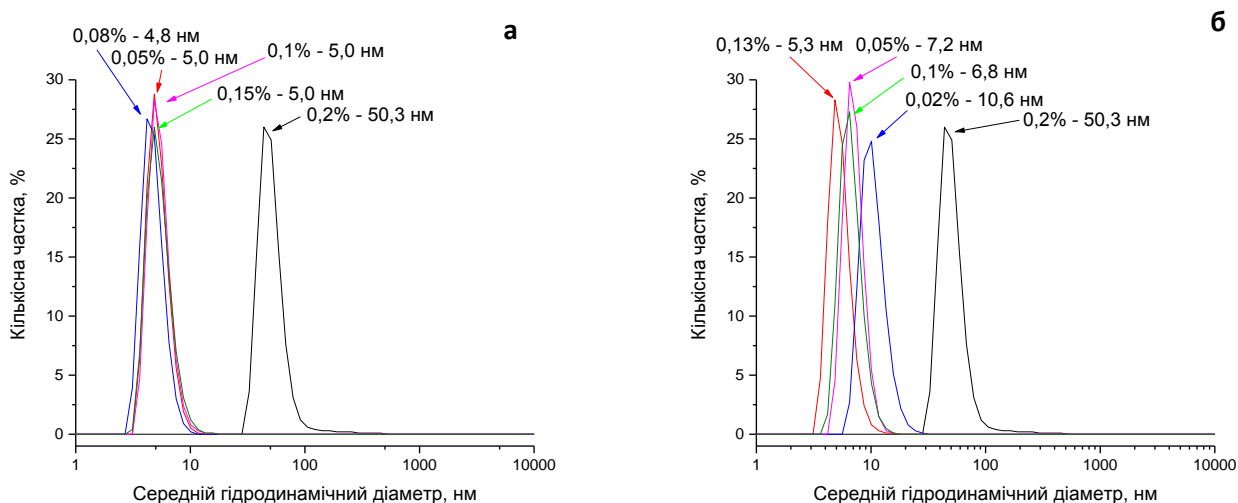 а
0,08% - 4,8 нм
0,05% - 5,0 нм
0,1% - 5,0 нм
0,15% - 5,0 нм
0,2% - 50,3 нм
30
25
20
15
10
5
0
Кількісна частка, %
1
10
100
1000
10000
Середній гідродинамічний діаметр, нм
б
0,13% - 5,3 нм
0,05% - 7,2 нм
0,1% - 6,8 нм
0,02% - 10,6 нм
0,2% - 50,3 нм
30
25
20
15
10
5
0
Кількісна частка, %
1
10
100
1000
10000
Середній гідродинамічний діаметр, нм